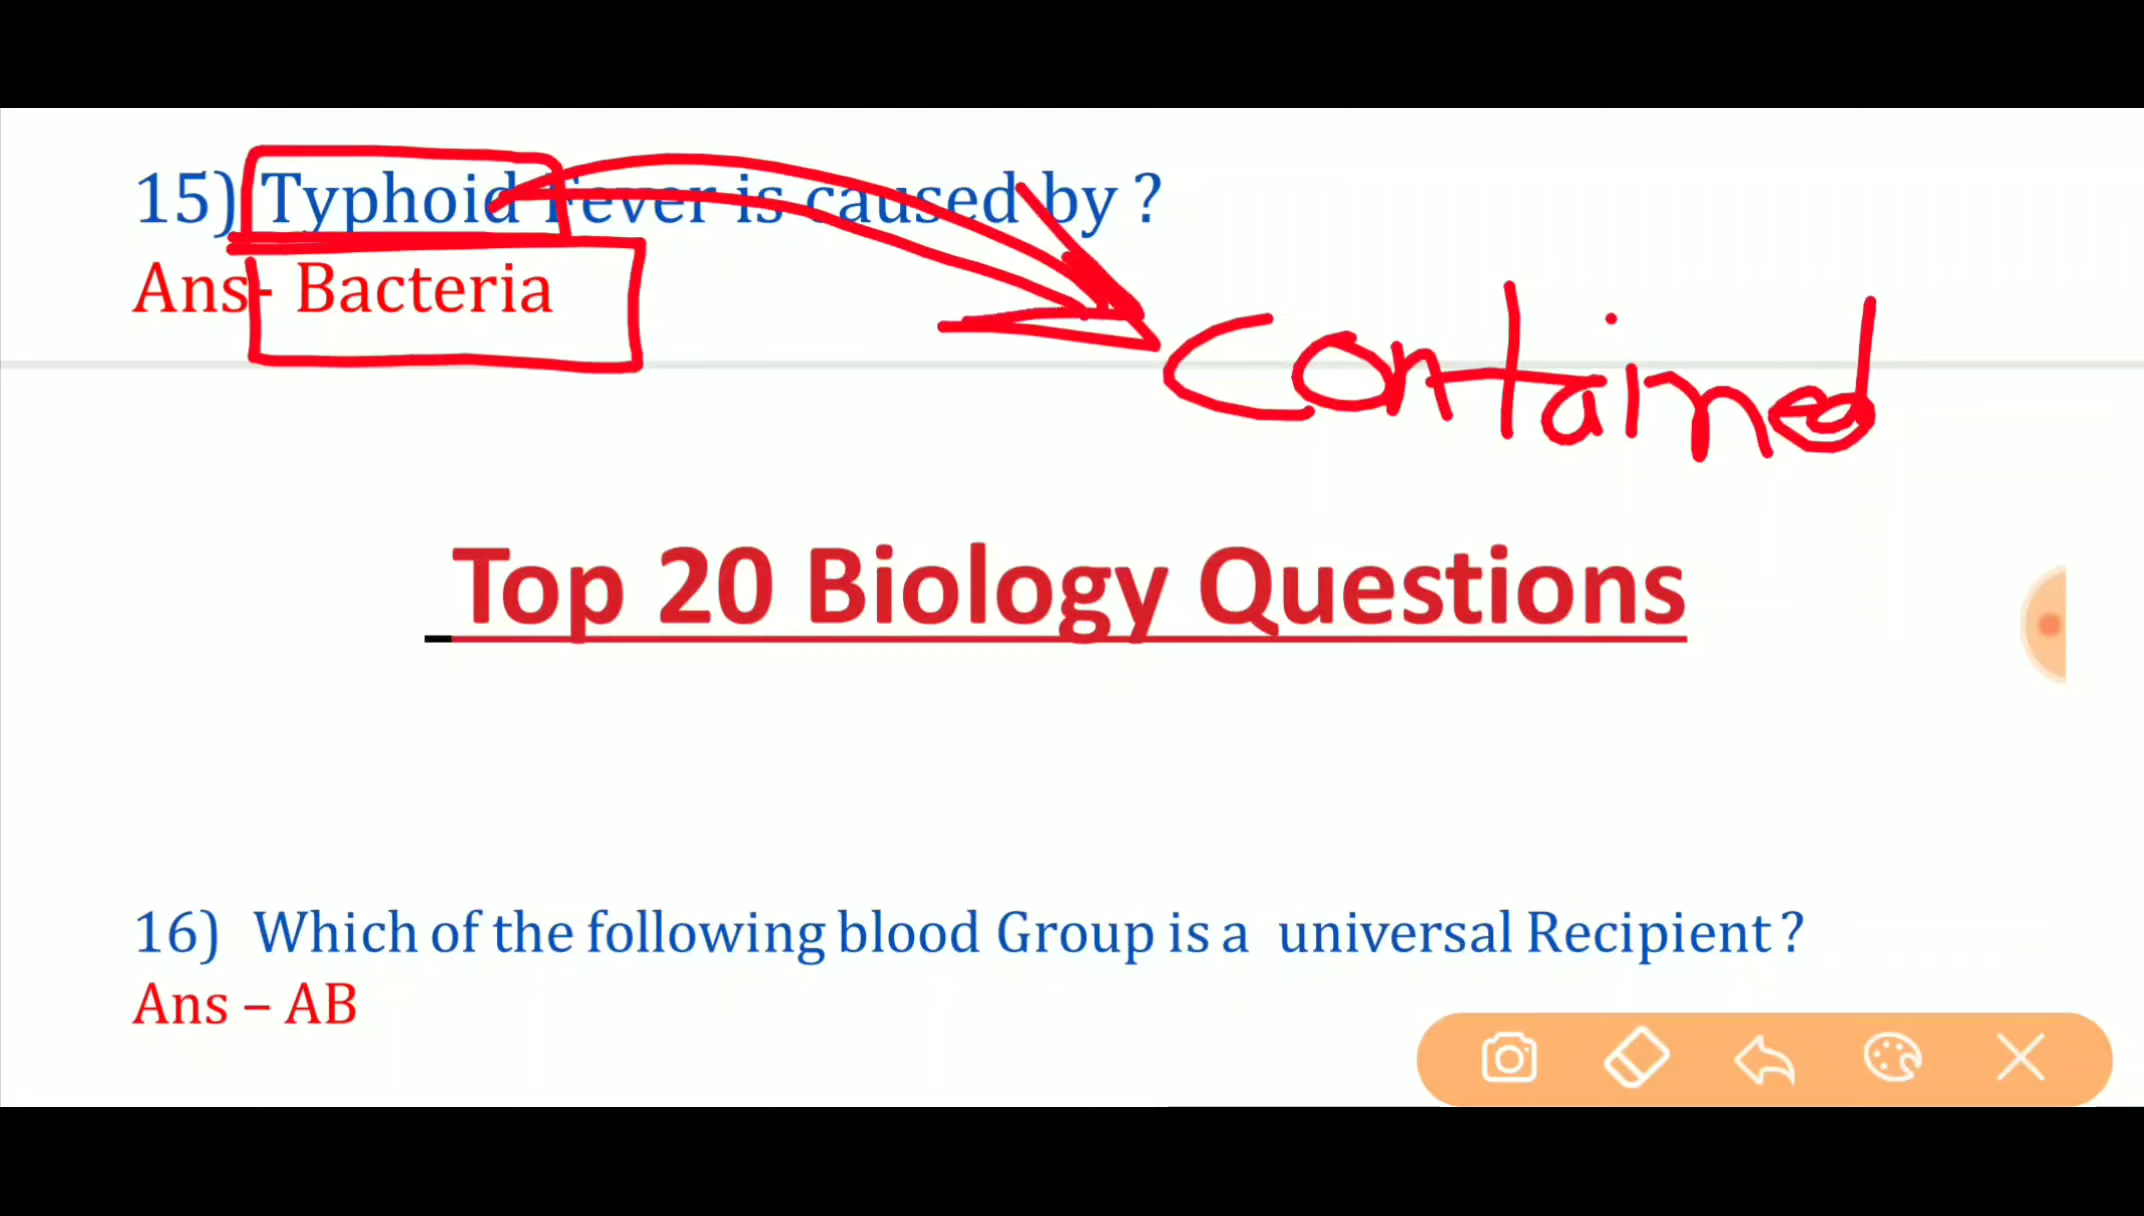 15) Typhoid Fever is caused by ?
Ans- Bacteria
contained
Top 20 Biology Questions
16) Which of the following blood Group is a universal Recipient ?
Ans – AB